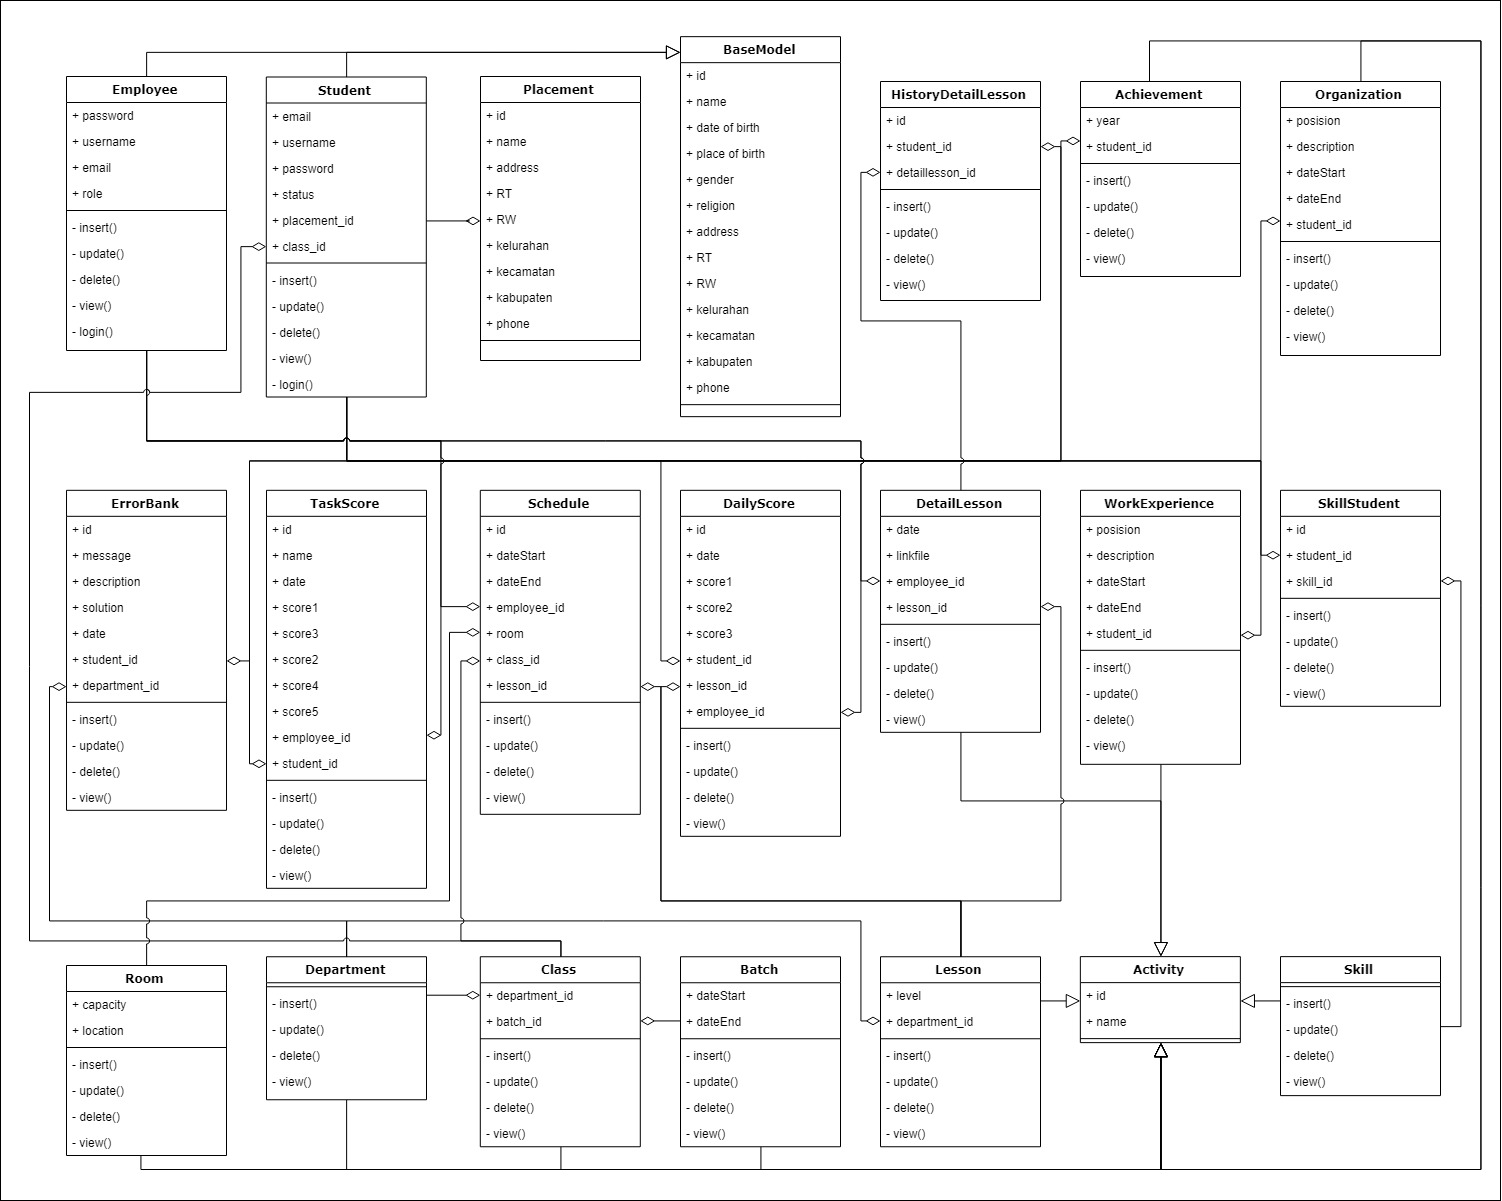 Employee
+ password
+ username
+ email
+ role
- insert()
- update()
- delete()
- view()
- login()
Student
+ email
+ username
+ password
+ status
+ placement_id
+ class_id
- insert()
- update()
- delete()
- view()
- login()
Placement
+ id
+ name
+ address
+ RT
+ RW
+ kelurahan
+ kecamatan
+ kabupaten
+ phone
BaseModel
+ id
+ name
+ date of birth
+ place of birth
+ gender
+ religion
+ address
+ RT
+ RW
+ kelurahan
+ kecamatan
+ kabupaten
+ phone
HistoryDetailLesson
+ id
+ student_id
+ detaillesson_id
- insert()
- update()
- delete()
- view()
Achievement
+ year
+ student_id
- insert()
- update()
- delete()
- view()
Organization
+ posision
+ description
+ dateStart
+ dateEnd
+ student_id
- insert()
- update()
- delete()
- view()
ErrorBank
+ id
+ message
+ description
+ solution
+ date
+ student_id
+ department_id
- insert()
- update()
- delete()
- view()
TaskScore
+ id
+ name
+ date
+ score1
+ score3
+ score2
+ score4
+ score5
+ employee_id
+ student_id
- insert()
- update()
- delete()
- view()
Schedule
+ id
+ dateStart
+ dateEnd
+ employee_id
+ room
+ class_id
+ lesson_id
- insert()
- update()
- delete()
- view()
DailyScore
+ id
+ date
+ score1
+ score2
+ score3
+ student_id
+ lesson_id
+ employee_id
- insert()
- update()
- delete()
- view()
DetailLesson
+ date
+ linkfile
+ employee_id
+ lesson_id
- insert()
- update()
- delete()
- view()
WorkExperience
+ posision
+ description
+ dateStart
+ dateEnd
+ student_id
- insert()
- update()
- delete()
- view()
SkillStudent
+ id
+ student_id
+ skill_id
- insert()
- update()
- delete()
- view()
Room
+ capacity
+ location
- insert()
- update()
- delete()
- view()
Department
- insert()
- update()
- delete()
- view()
Class
+ department_id
+ batch_id
- insert()
- update()
- delete()
- view()
Batch
+ dateStart
+ dateEnd
- insert()
- update()
- delete()
- view()
Lesson
+ level
+ department_id
- insert()
- update()
- delete()
- view()
Activity
+ id
+ name
Skill
- insert()
- update()
- delete()
- view()